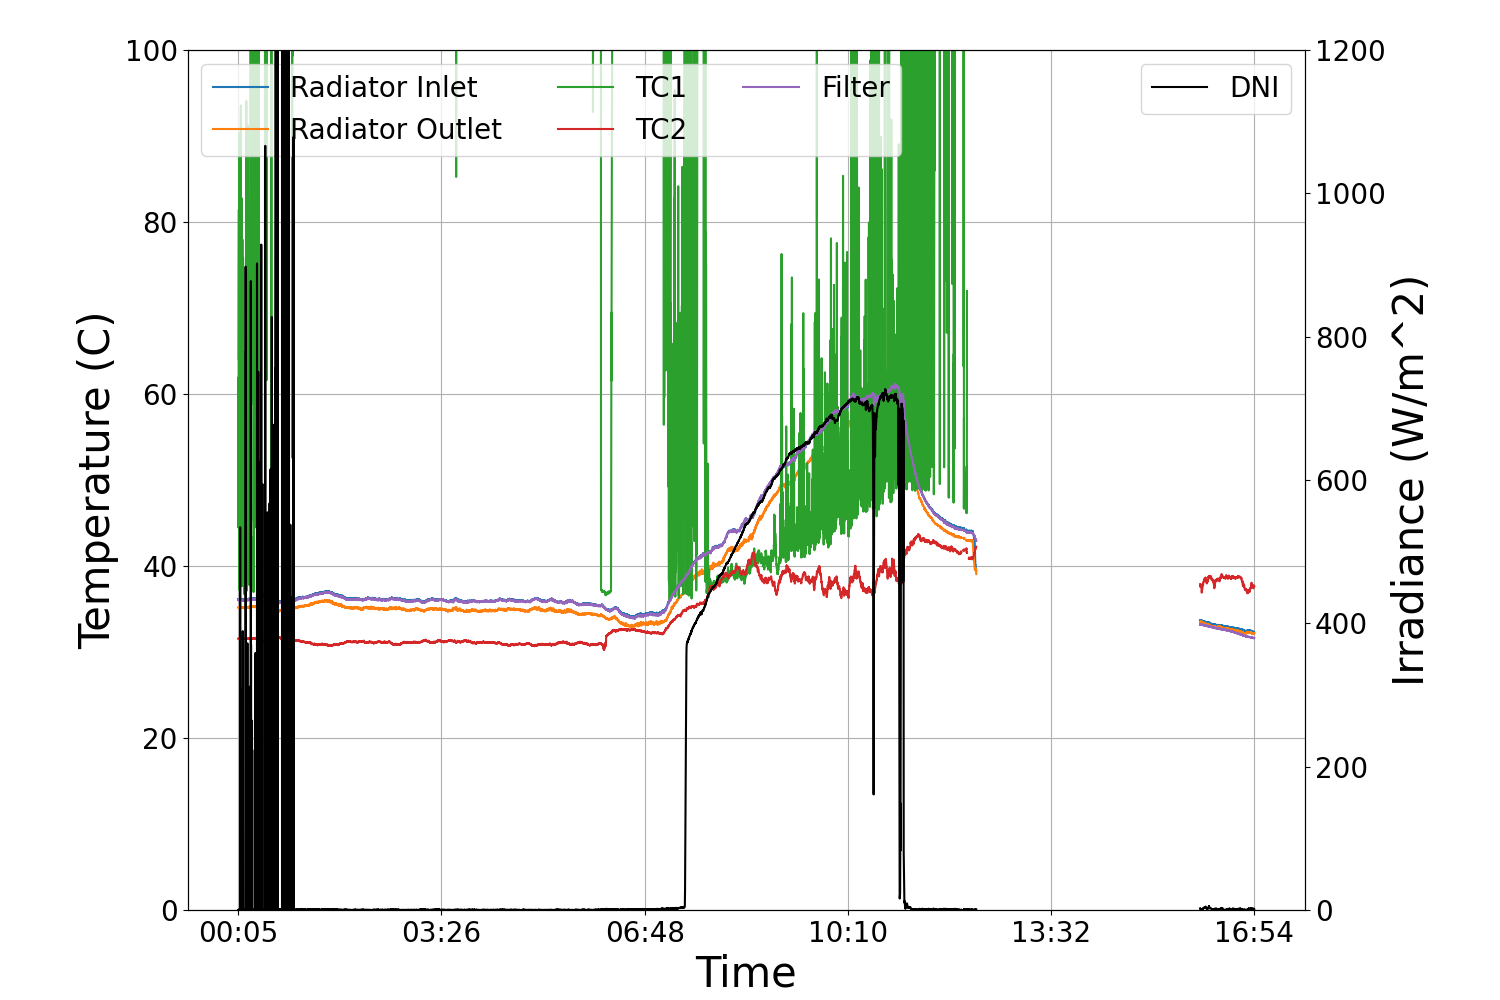 100
80
60
40
20
0
Temperature (C)
Radiator Inlet
Radiator Outlet
TC1
TC2
Filter
DNI
1200
1000
800
600
400
200
0
Irradiance (W/m^2)
00:05 03:26 06:48 10:10 13:32 16:54
Time